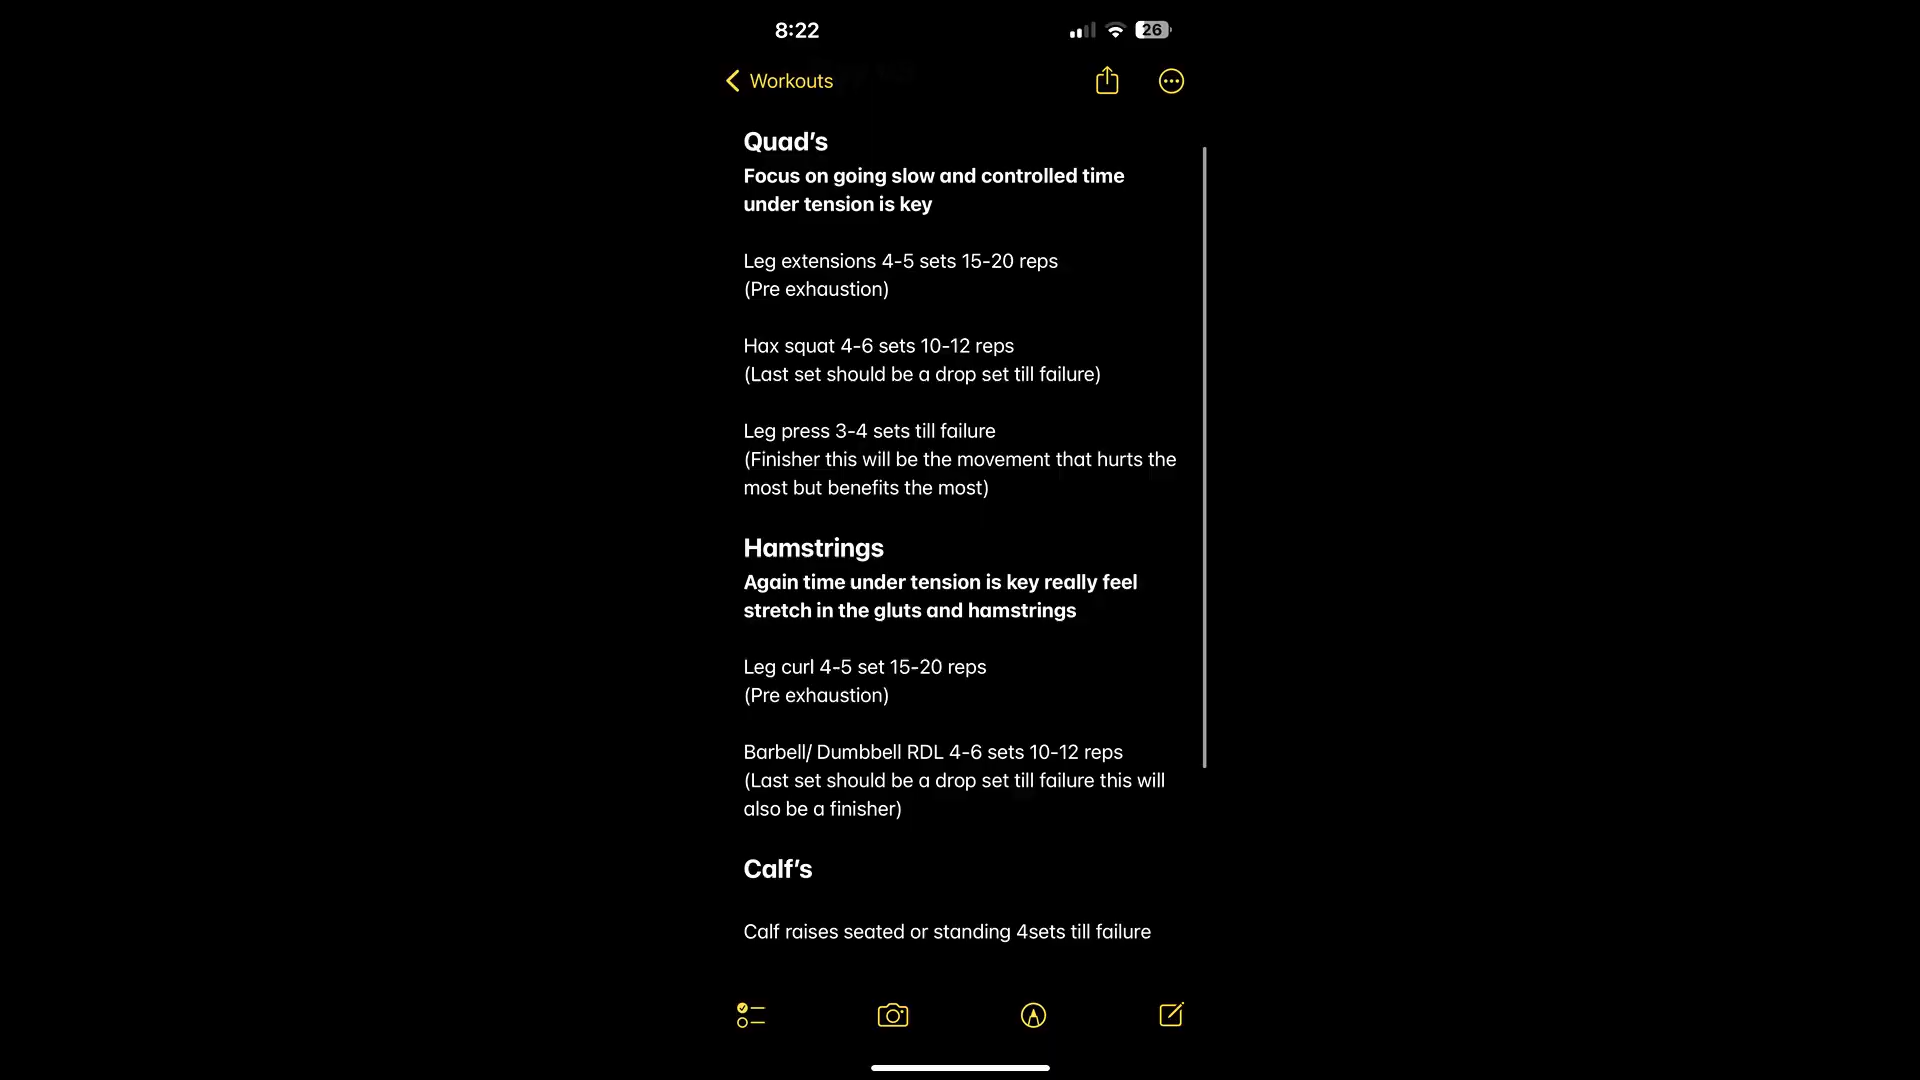 8:22
26
Workouts
Quad’s
Focus on going slow and controlled time
under tension is key
Leg extensions 4-5 sets 15-20 reps
(Pre exhaustion)
Hax squat 4-6 sets 10-12 reps
(Last set should be a drop set till failure)
Leg press 3-4 sets till failure
(Finisher this will be the movement that hurts the
most but benefits the most)
Hamstrings
Again time under tension is key really feel
stretch in the gluts and hamstrings
Leg curl 4-5 set 15-20 reps
(Pre exhaustion)
Barbell/ Dumbbell RDL 4-6 sets 10-12 reps
(Last set should be a drop set till failure this will
also be a finisher)
Calf’s
Calf raises seated or standing 4sets till failure